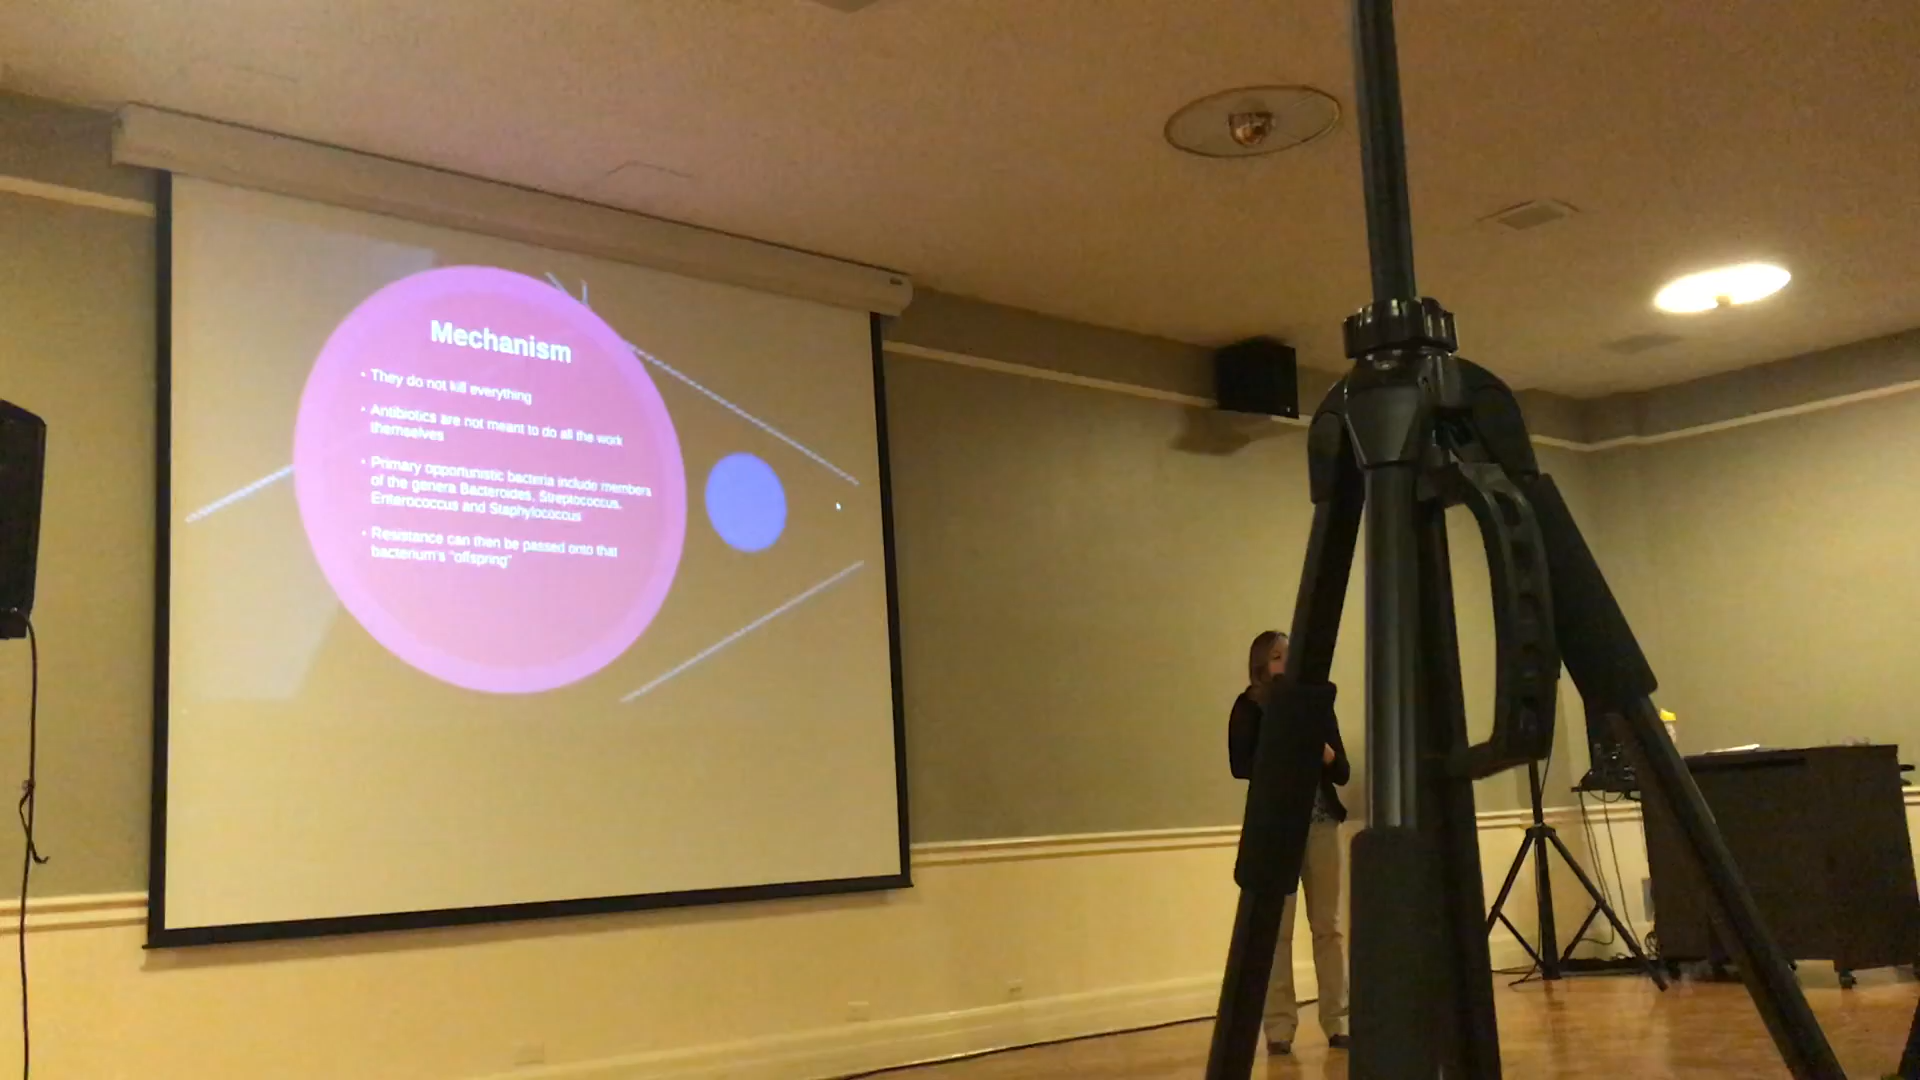 Mechanism
• They do not kill everything
• Antibiotics are not meant to do all the work
themselves
• Primary opportunistic bacteria include members
of the genera Bacteroides, Streptococcus,
Enterococcus and Staphylococcus
• Resistance can then be passed onto that
bacterium's "offspring"